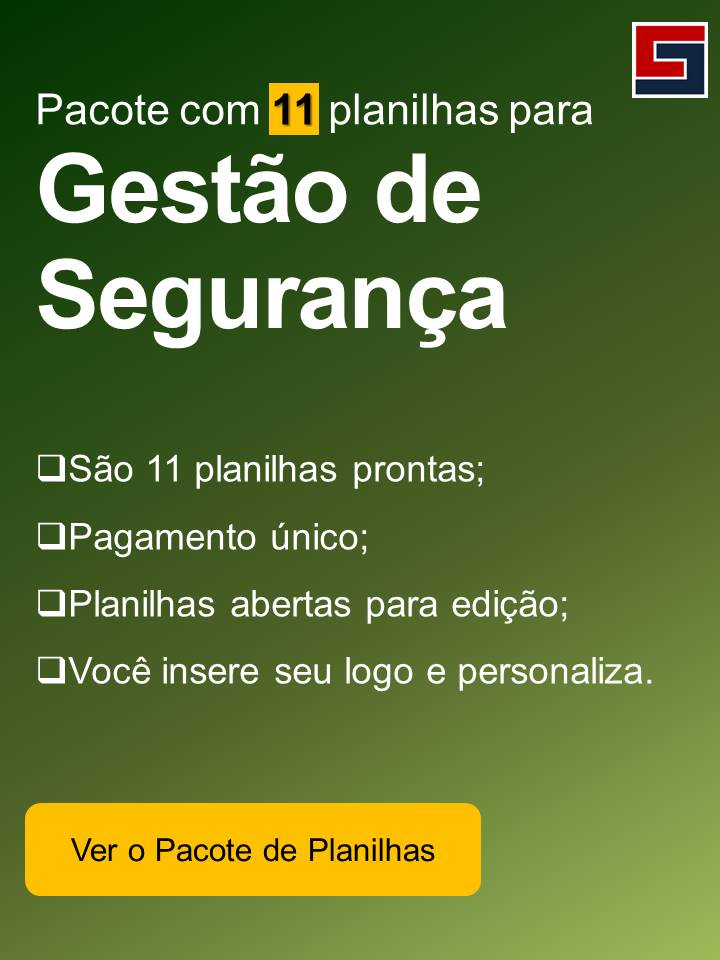 Pacote com 11 planilhas para
Gestão de
Segurança
❑São 11 planilhas prontas;
❑Pagamento único;
❑Planilhas abertas para edição;
❑Você insere seu logo e personaliza.
Ver o Pacote de Planilhas